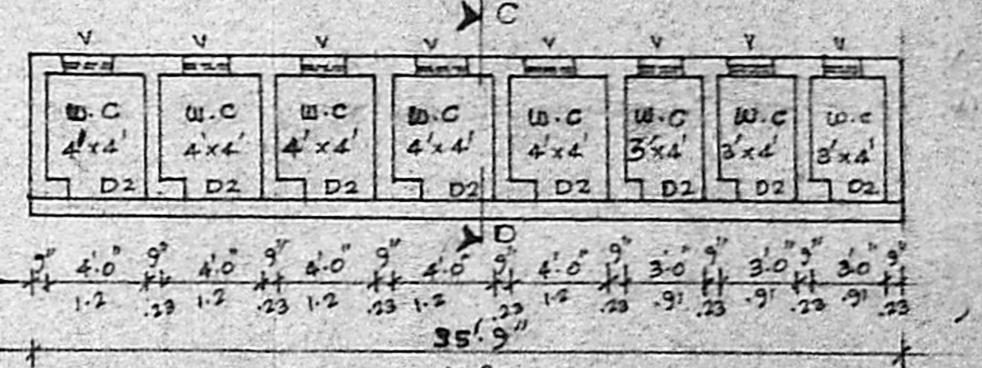 C
V V V V V V V V
W.C W.C W.C W.C W.C W.C W.C W.C
4'x4' 4'x4' 4'x4' 4'x4' 4'x4' 3'x4' 3'x4' 3'x4'
D2 D2 D2 D2 D2 D2 D2 D2
D
9" 4'.0" 9" 4'.0" 9" 4'.0" 9" 4'.0" 9" 4'.0" 9" 3'.0" 9" 3'.0" 9" 3'.0" 9"
1.2 .23 1.2 .23 1.2 .23 1.2 .23 1.2 .23 .91 .23 .91 .23 .91 .23
35'.9"